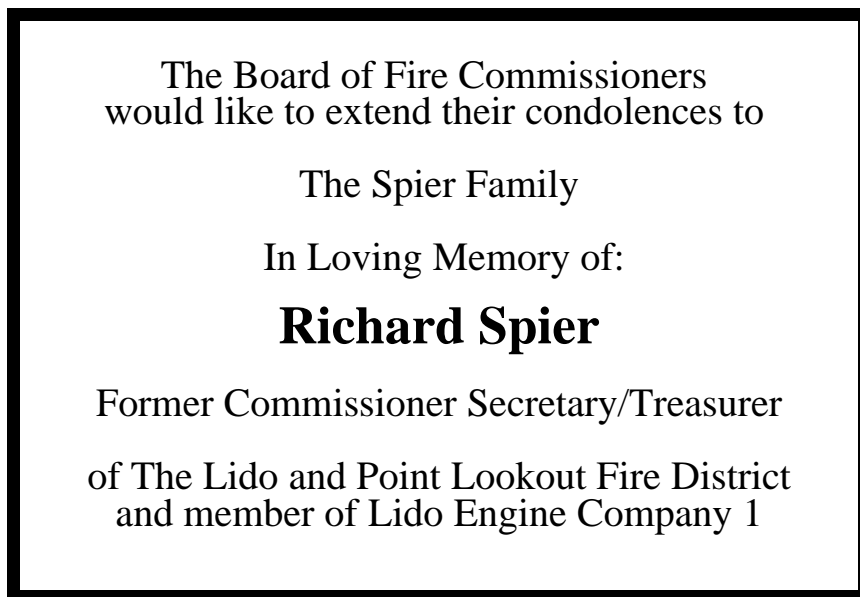 The Board of Fire Commissioners
would like to extend their condolences to
The Spier Family
In Loving Memory of:
Richard Spier
Former Commissioner Secretary/Treasurer
of The Lido and Point Lookout Fire District
and member of Lido Engine Company 1